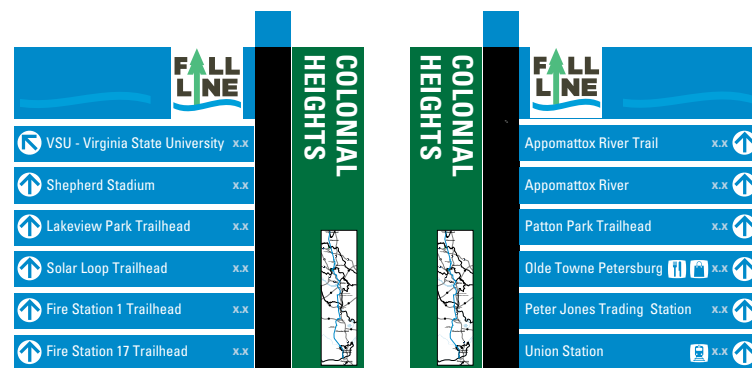 FALL
LINE
VSU - Virginia State University x.x
Shepherd Stadium x.x
Lakeview Park Trailhead x.x
Solar Loop Trailhead x.x
Fire Station 1 Trailhead x.x
Fire Station 17 Trailhead x.x
COLONIAL
HEIGHTS
COLONIAL
HEIGHTS
FALL
LINE
Appomattox River Trail x.x
Appomattox River x.x
Patton Park Trailhead x.x
Olde Towne Petersburg x.x
Peter Jones Trading Station x.x
Union Station x.x